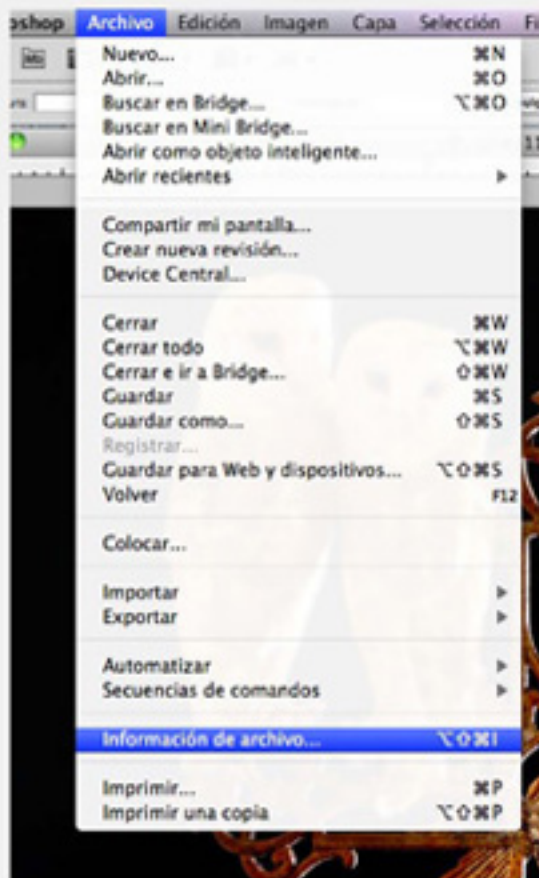 oshop Archivo Edición Imagen Capa Selección
Nuevo... ⌘N
Abrir... ⌘O
Buscar en Bridge... ⌥⌘O
Buscar en Mini Bridge...
Abrir como objeto inteligente...
Abrir recientes ▶
Compartir mi pantalla...
Crear nueva revisión...
Device Central...
Cerrar ⌘W
Cerrar todo ⌥⌘W
Cerrar e ir a Bridge... ⇧⌘W
Guardar ⌘S
Guardar como... ⇧⌘S
Registrar...
Guardar para Web y dispositivos... ⌥⇧⌘S
Volver F12
Colocar...
Importar ▶
Exportar ▶
Automatizar ▶
Secuencias de comandos ▶
Información de archivo... ⌥⇧⌘I
Imprimir... ⌘P
Imprimir una copia ⌥⇧⌘P